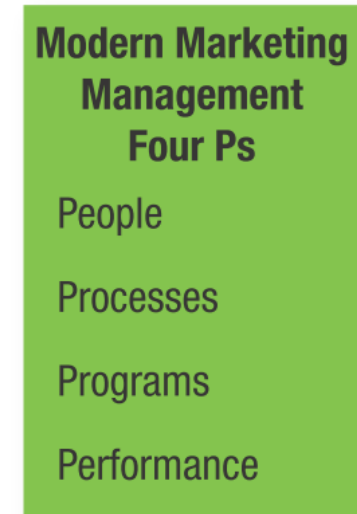 Modern Marketing
Management
Four Ps
People
Processes
Programs
Performance